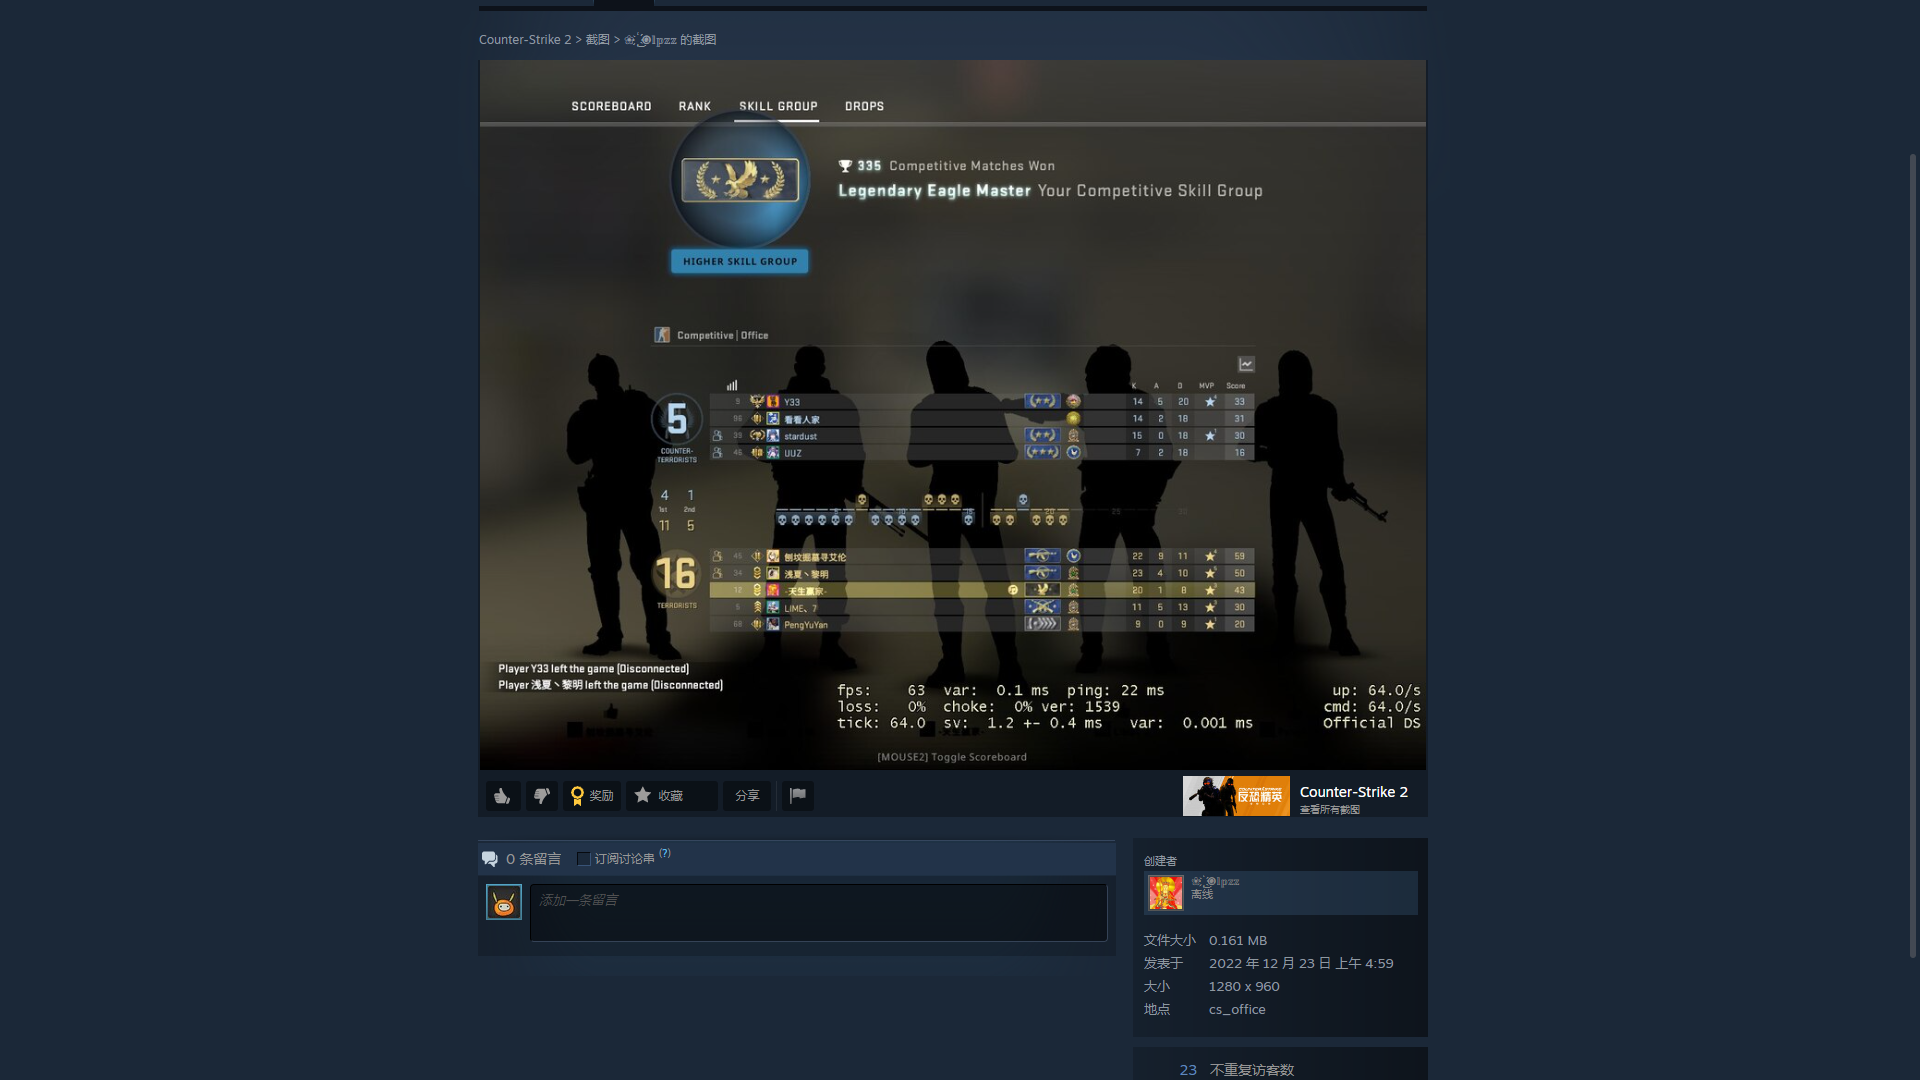 Counter-Strike 2 > 截图 > lpzz 的截图
SCOREBOARD RANK SKILL GROUP DROPS
335 Competitive Matches Won
Legendary Eagle Master Your Competitive Skill Group
HIGHER SKILL GROUP
Competitive | Office
K A D MVP Score
5
COUNTER-
TERRORISTS
9 Y33 14 5 20 33
96 看看人家 14 2 18 31
39 stardust 15 0 18 30
46 UUZ 7 2 18 16
4 1
1st 2nd
11 5
16
TERRORISTS
45 刨坟掘墓寻艾伦 22 9 11 59
34 浅夏丶黎明 23 4 10 50
12 -天生赢家- 20 1 8 43
5 LIME、7 11 5 13 30
68 PengYuYan 9 0 9 20
Player Y33 left the game (Disconnected)
Player 浅夏丶黎明 left the game (Disconnected)
fps: 63 var: 0.1 ms ping: 22 ms up: 64.0/s
loss: 0% choke: 0% ver: 1539 cmd: 64.0/s
tick: 64.0 sv: 1.2 +- 0.4 ms var: 0.001 ms Official DS
[MOUSE2] Toggle Scoreboard
奖励 收藏 分享
反恐精英
Counter-Strike 2
查看所有截图
0 条留言 订阅讨论串 (?)
添加一条留言
创建者
lpzz
离线
文件大小 0.161 MB
发表于 2022 年 12 月 23 日 上午 4:59
大小 1280 x 960
地点 cs_office
23 不重复访客数